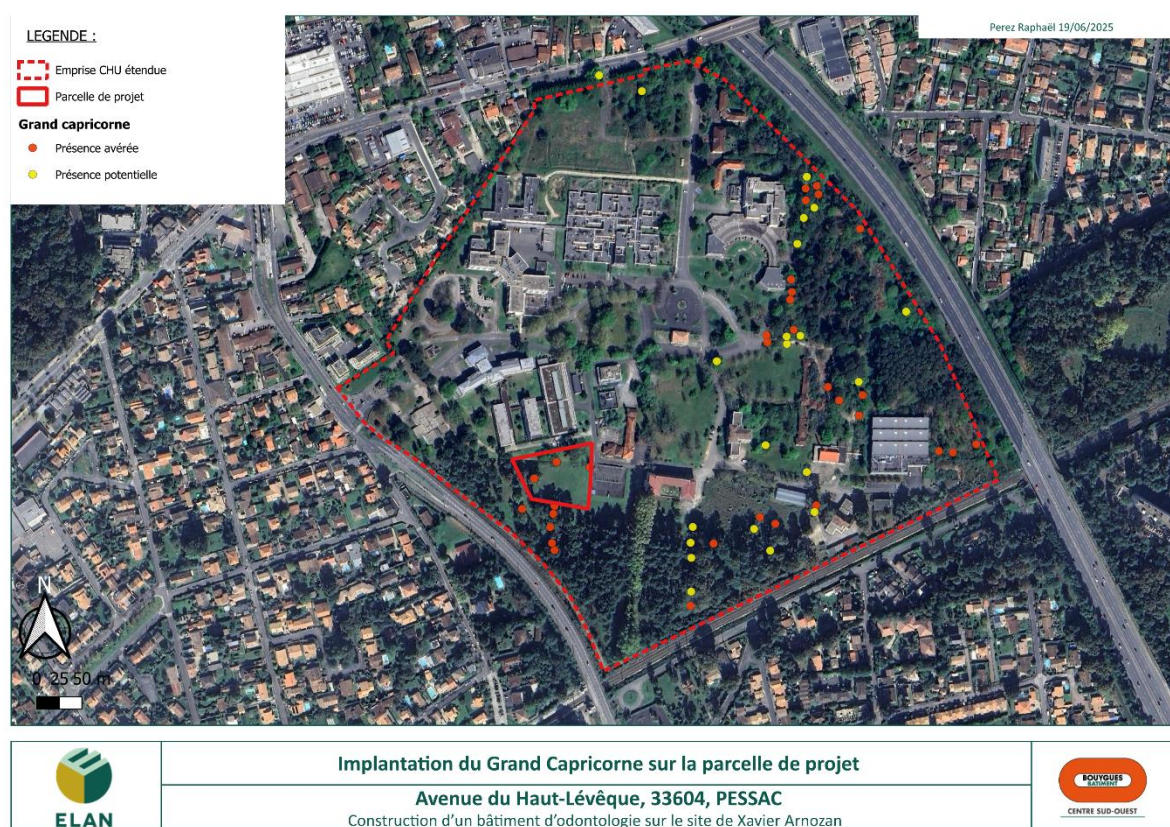 Perez Raphaël 19/06/2025
LEGENDE :
Emprise CHU étendue
Parcelle de projet
Grand capricorne
Présence avérée
Présence potentielle
N
0 25 50 m
ELAN
Implantation du Grand Capricorne sur la parcelle de projet
Avenue du Haut-Lévêque, 33604, PESSAC
Construction d'un bâtiment d'odontologie sur le site de Xavier Arnozan
BOUYGUES
BATIMENT
CENTRE SUD-OUEST